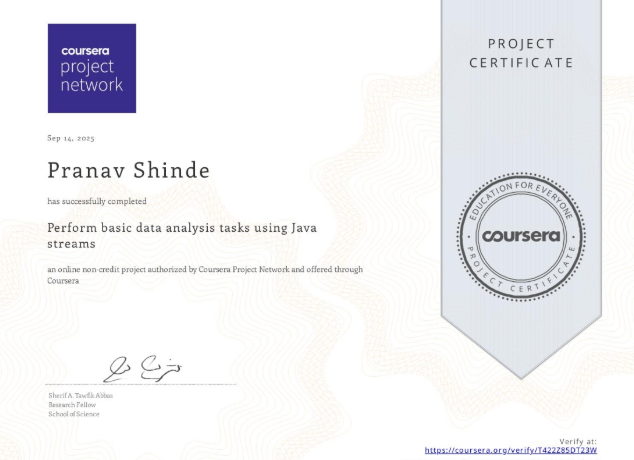 coursera
project
network
PROJECT
CERTIFICATE
Sep 14, 2025
Pranav Shinde
has successfully completed
Perform basic data analysis tasks using Java
streams
an online non-credit project authorized by Coursera Project Network and offered through
Coursera
EDUCATION FOR EVERYONE
coursera
PROJECT CERTIFICATE
Sherif A. Tawfik Abbas
Research Fellow
School of Science
Verify at:
https://coursera.org/verify/T422Z85DT23W